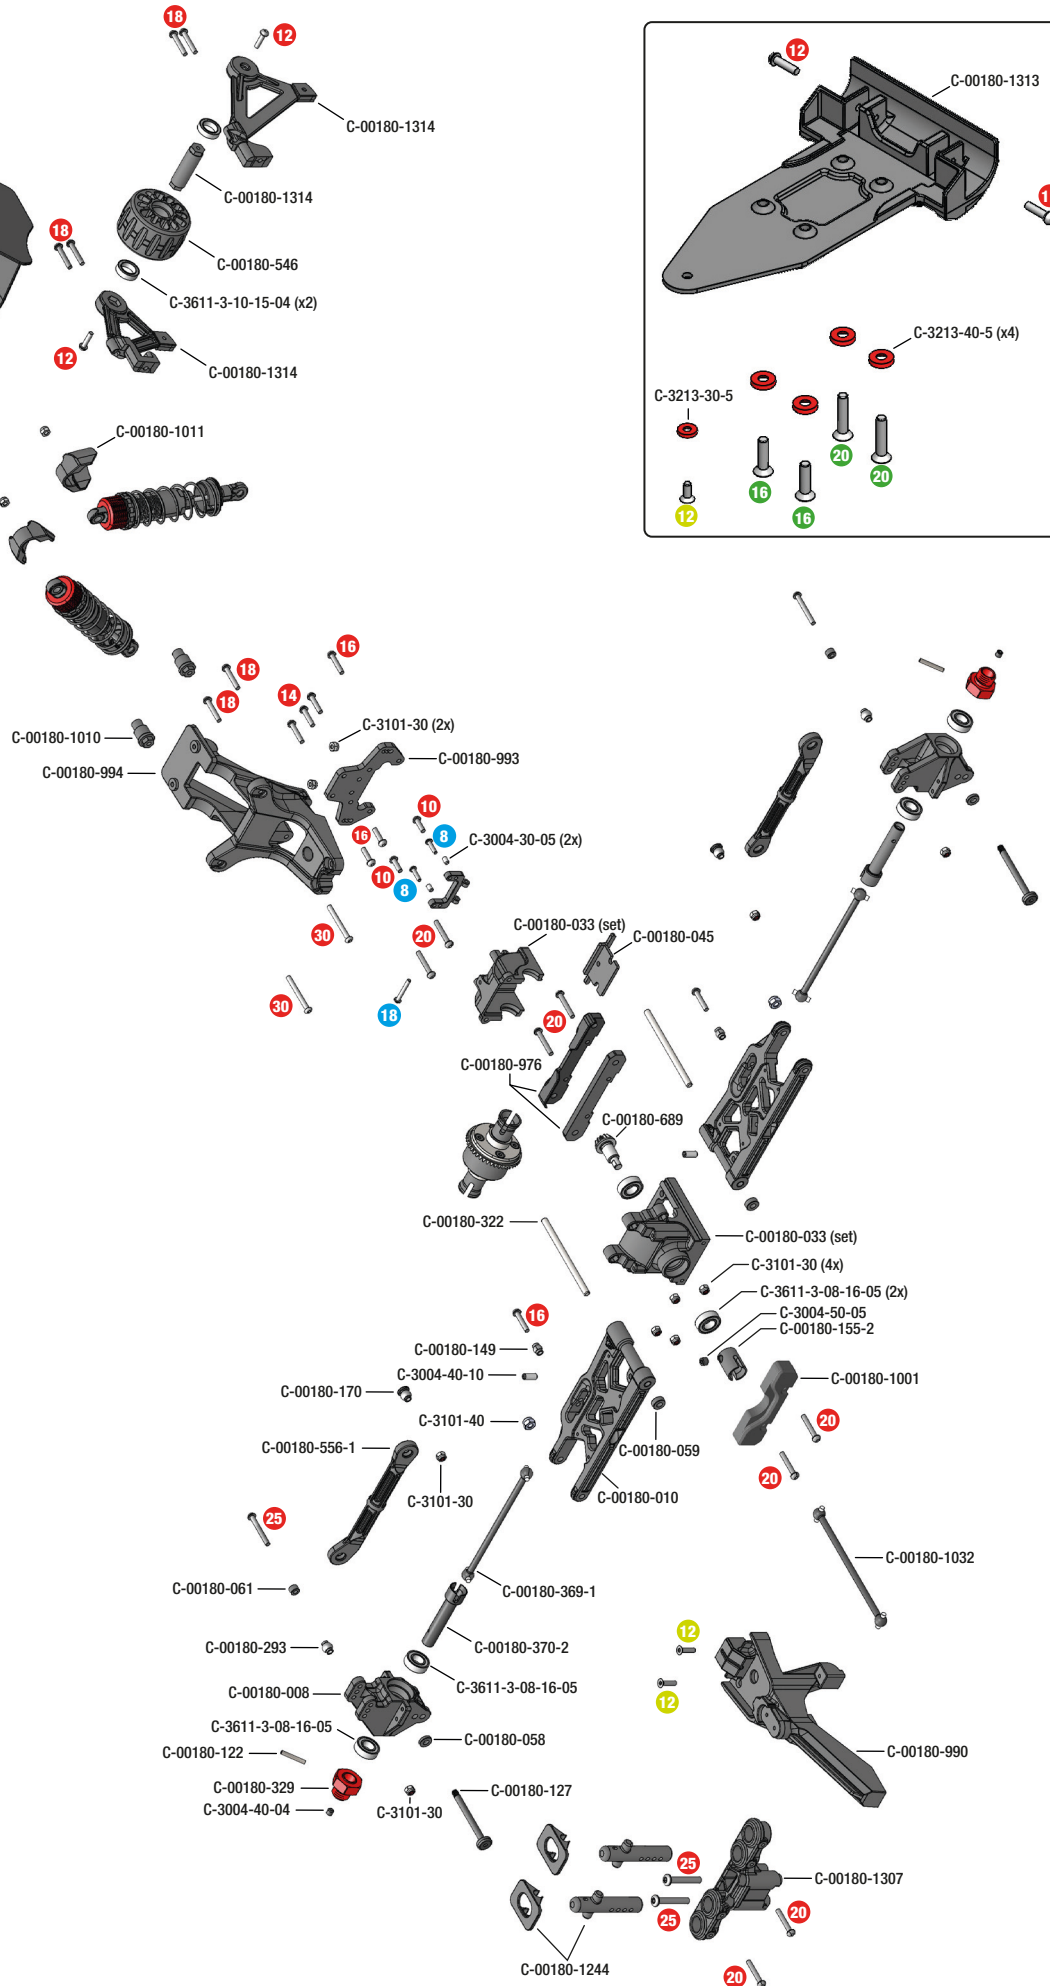 18
12
C-00180-1314
C-00180-1314
18
C-00180-546
C-3611-3-10-15-04 (x2)
12
C-00180-1314
12
C-00180-1313
C-3213-40-5 (x4)
C-3213-30-5
20
20
16
16
12
C-00180-1011
16
18
18
14
C-3101-30 (2x)
C-00180-1010
C-00180-993
C-00180-994
10
8
16
C-3004-30-05 (2x)
10
8
30
20
C-00180-033 (set)
C-00180-045
30
18
20
C-00180-976
C-00180-689
C-00180-322
C-00180-033 (set)
C-3101-30 (4x)
C-3611-3-08-16-05 (2x)
16
C-3004-50-05
C-00180-155-2
C-00180-149
C-3004-40-10
C-00180-1001
C-00180-170
C-3101-40
20
C-00180-556-1
C-00180-059
20
C-3101-30
C-00180-010
25
C-00180-1032
C-00180-061
C-00180-369-1
12
C-00180-293
C-00180-370-2
C-00180-008
C-3611-3-08-16-05
12
C-3611-3-08-16-05
C-00180-058
C-00180-122
C-00180-990
C-00180-329
C-00180-127
C-3004-40-04
C-3101-30
25
C-00180-1307
25
20
C-00180-1244
20